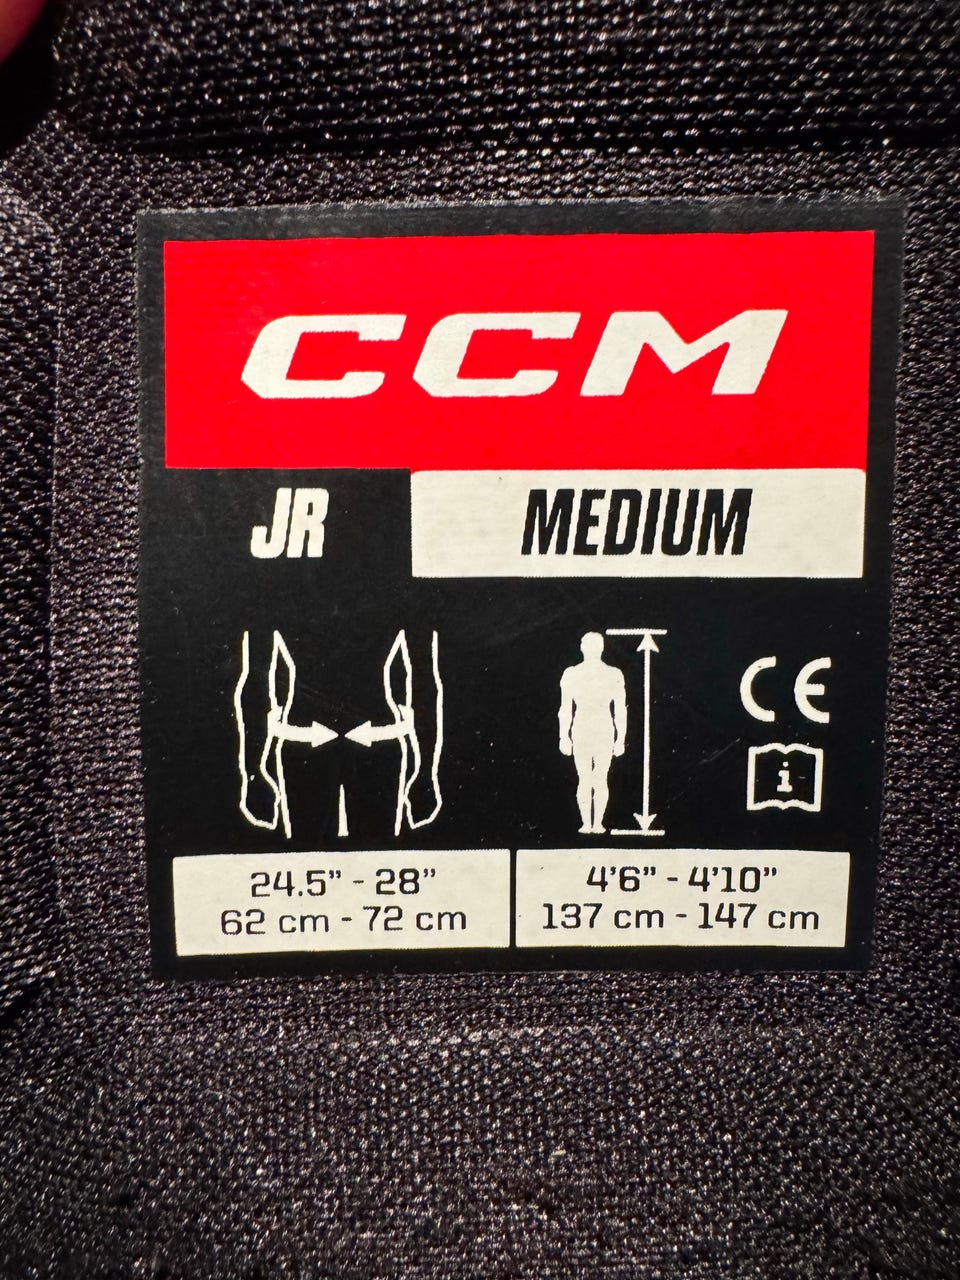 CCM
JR MEDIUM
CE
i
24.5” - 28” 4’6” - 4’10”
62 cm - 72 cm 137 cm - 147 cm